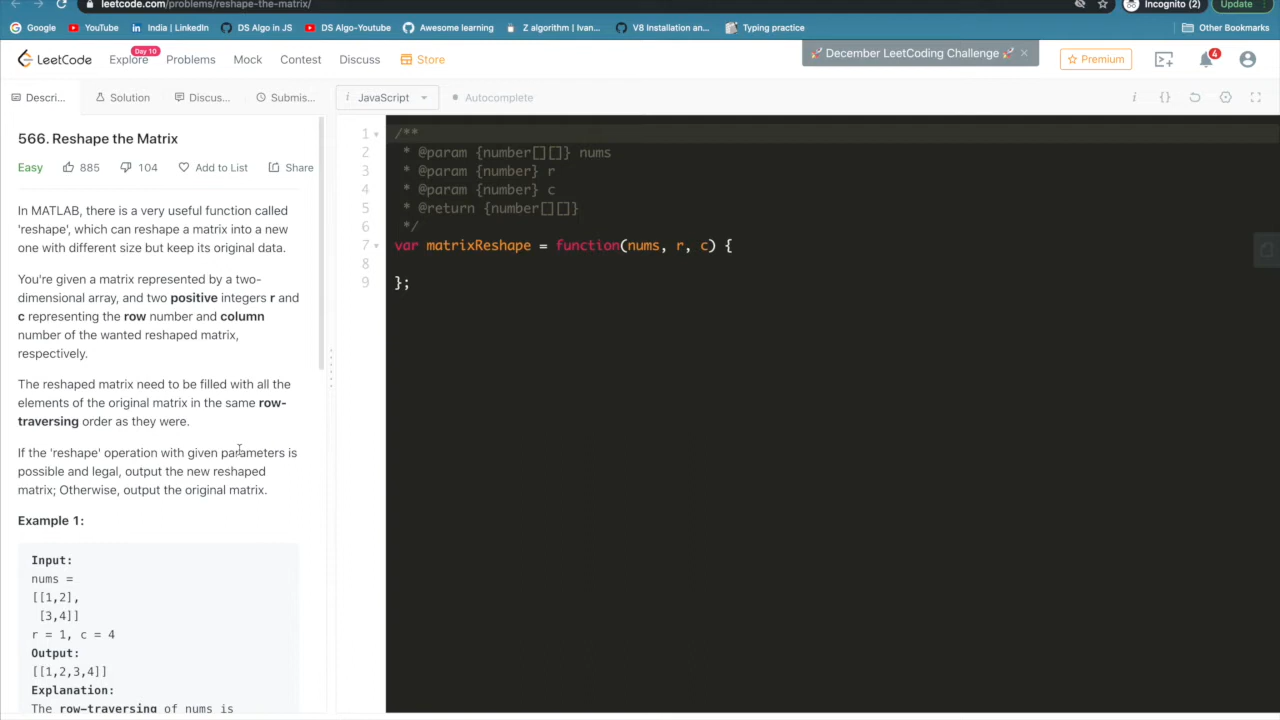 leetcode.com/problems/reshape-the-matrix/
Incognito (2)
Update
Google
YouTube
India | LinkedIn
DS Algo in JS
DS Algo-Youtube
Awesome learning
Z algorithm | Ivan...
V8 Installation an...
Typing practice
Other Bookmarks
LeetCode
Explore
Day 10
Problems
Mock
Contest
Discuss
Store
🚀 December LeetCoding Challenge 🚀 ×
Premium
4
Descri...
Solution
Discus...
Submis...
i JavaScript
Autocomplete
i {}
566. Reshape the Matrix
Easy 885 104 Add to List Share
In MATLAB, there is a very useful function called
'reshape', which can reshape a matrix into a new
one with different size but keep its original data.
You're given a matrix represented by a two-
dimensional array, and two positive integers r and
c representing the row number and column
number of the wanted reshaped matrix,
respectively.
The reshaped matrix need to be filled with all the
elements of the original matrix in the same row-
traversing order as they were.
If the 'reshape' operation with given parameters is
possible and legal, output the new reshaped
matrix; Otherwise, output the original matrix.
Example 1:
Input:
nums =
[[1,2],
[3,4]]
r = 1, c = 4
Output:
[[1,2,3,4]]
Explanation:
The row-traversing of nums is
1 /**
2 * @param {number[][]} nums
3 * @param {number} r
4 * @param {number} c
5 * @return {number[][]}
6 */
7 var matrixReshape = function(nums, r, c) {
8
9 };